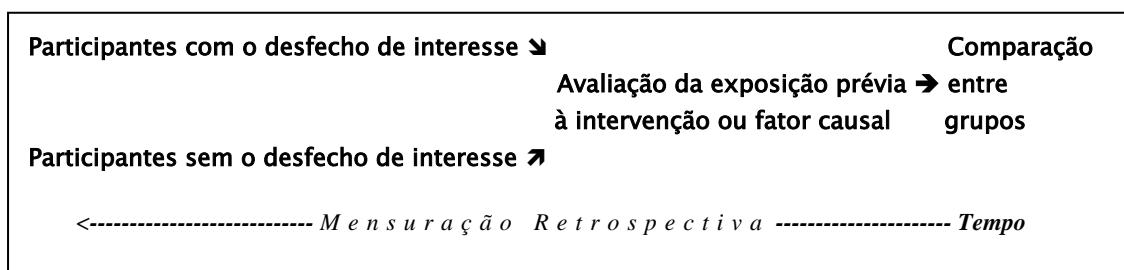 Participantes com o desfecho de interesse ➘ Comparação
Avaliação da exposição prévia ➔ entre
à intervenção ou fator causal grupos
Participantes sem o desfecho de interesse ➚
<---------------------------- Mensuração Retrospectiva ---------------------- Tempo